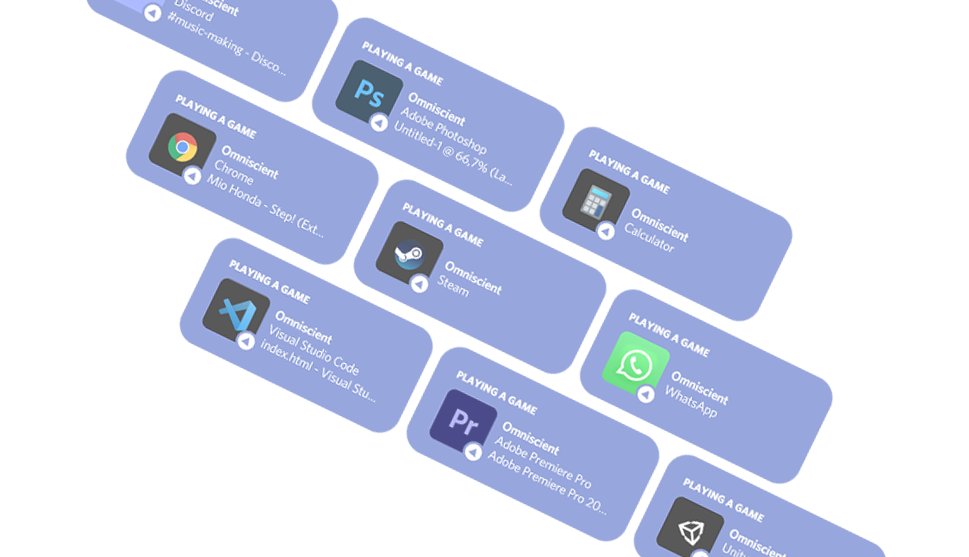 Discord
#music-making - Disco...
PLAYING A GAME
Ps
Omniscient
Adobe Photoshop
Untitled-1 @ 66,7% (La...
PLAYING A GAME
Omniscient
Calculator
PLAYING A GAME
Omniscient
Chrome
Mio Honda - Step! (Ext...
PLAYING A GAME
Omniscient
Steam
PLAYING A GAME
Omniscient
WhatsApp
PLAYING A GAME
Omniscient
Visual Studio Code
index.html - Visual Stu...
PLAYING A GAME
Pr
Omniscient
Adobe Premiere Pro
Adobe Premiere Pro 20...
PLAYING A GAME